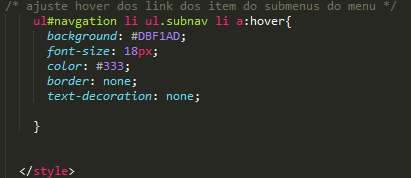 /* ajuste hover dos link dos item do submenus do menu */
ul#navgation li ul.subnav li a:hover{
background: #DBF1AD;
font-size: 18px;
color: #333;
border: none;
text-decoration: none;
}
</style>